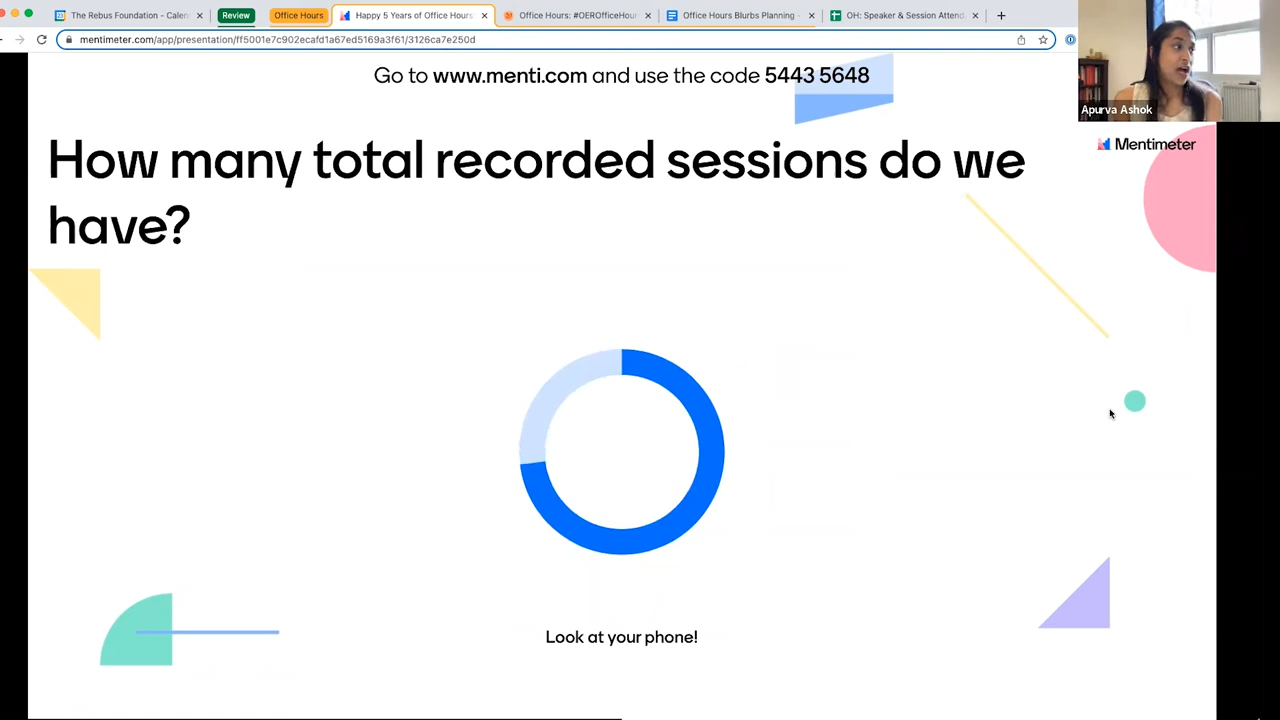 The Rebus Foundation - Calen
Review
Office Hours
Happy 5 Years of Office Hours
Office Hours: #OEROfficeHour
Office Hours Blurbs Planning -
OH: Speaker & Session Attend
mentimeter.com/app/presentation/ff5001e7c902ecafd1a67ed5169a3f61/3126ca7e250d
Go to www.menti.com and use the code 5443 5648
Apurva Ashok
Mentimeter
How many total recorded sessions do we
have?
Look at your phone!